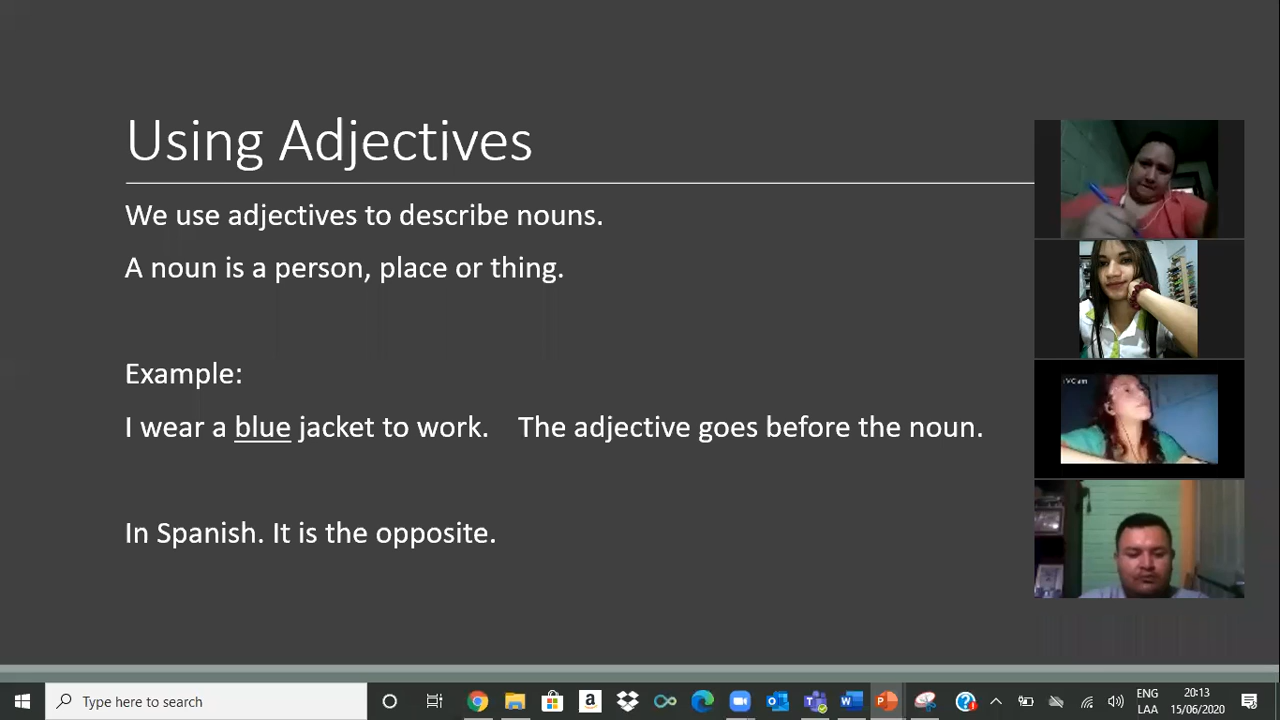 Using Adjectives
We use adjectives to describe nouns.
A noun is a person, place or thing.
Example:
I wear a blue jacket to work. The adjective goes before the noun.
In Spanish. It is the opposite.
Type here to search
ENG
LAA
20:13
15/06/2020